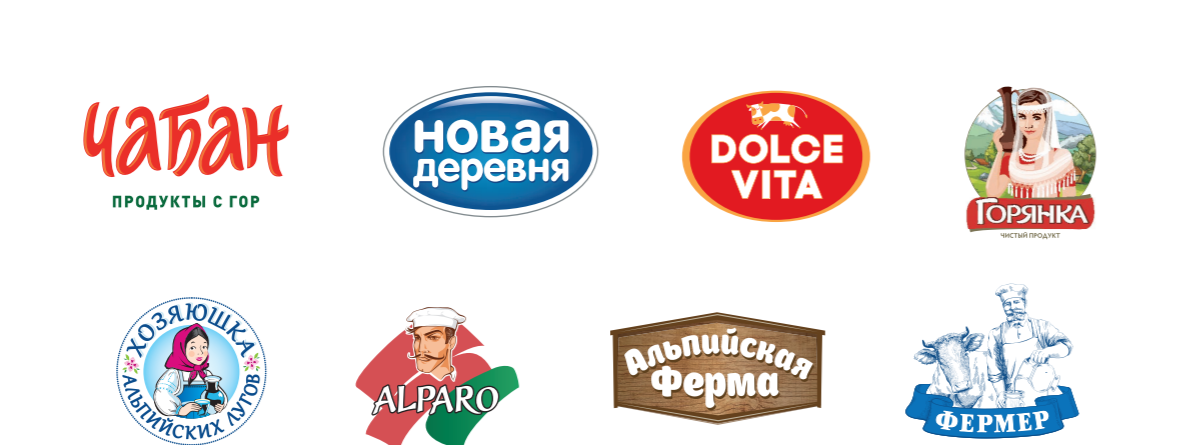 Чабан
ПРОДУКТЫ С ГОР
НОВАЯ
деревня
DOLCE
VITA
ГОРЯНКА
ЧИСТЫЙ ПРОДУКТ
ХОЗЯЮШКА
АЛЬПИЙСКИХ ЛУГОВ
ALPARO
Альпийская
Ферма
ФЕРМЕР